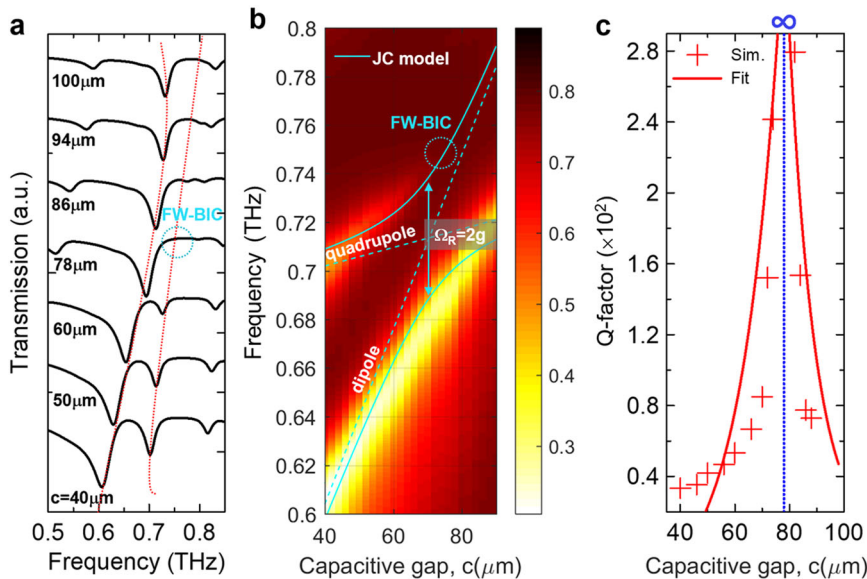 a
100μm
94μm
86μm
FW-BIC
78μm
60μm
50μm
c=40μm
Transmission (a.u.)
0.5 0.6 0.7 0.8
Frequency (THz)
b
JC model
FW-BIC
quadrupole
Ω_R=2g
dipole
Frequency (THz)
0.8
0.78
0.76
0.74
0.72
0.7
0.68
0.66
0.64
0.62
0.6
40 60 80
Capacitive gap, c(μm)
0.8
0.7
0.6
0.5
0.4
0.3
c
∞
Sim.
Fit
Q-factor (×10²)
2.8
2.4
2.0
1.6
1.2
0.8
0.4
40 60 80 100
Capacitive gap, c (μm)